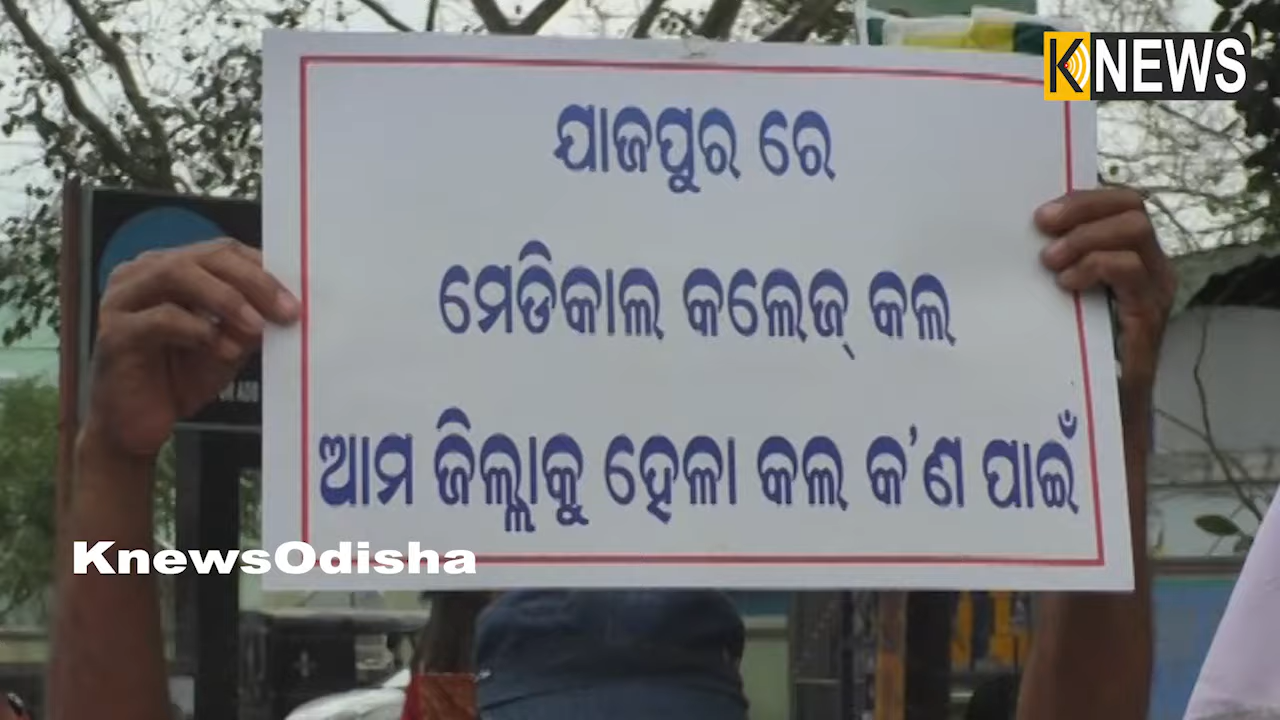 KNEWS
ଯାଜପୁର ରେ
ମେଡିକାଲ କଲେଜ୍ କଲ
ଆମ ଜିଲ୍ଲାକୁ ହେଳା କଲ କ'ଣ ପାଇଁ
KnewsOdisha